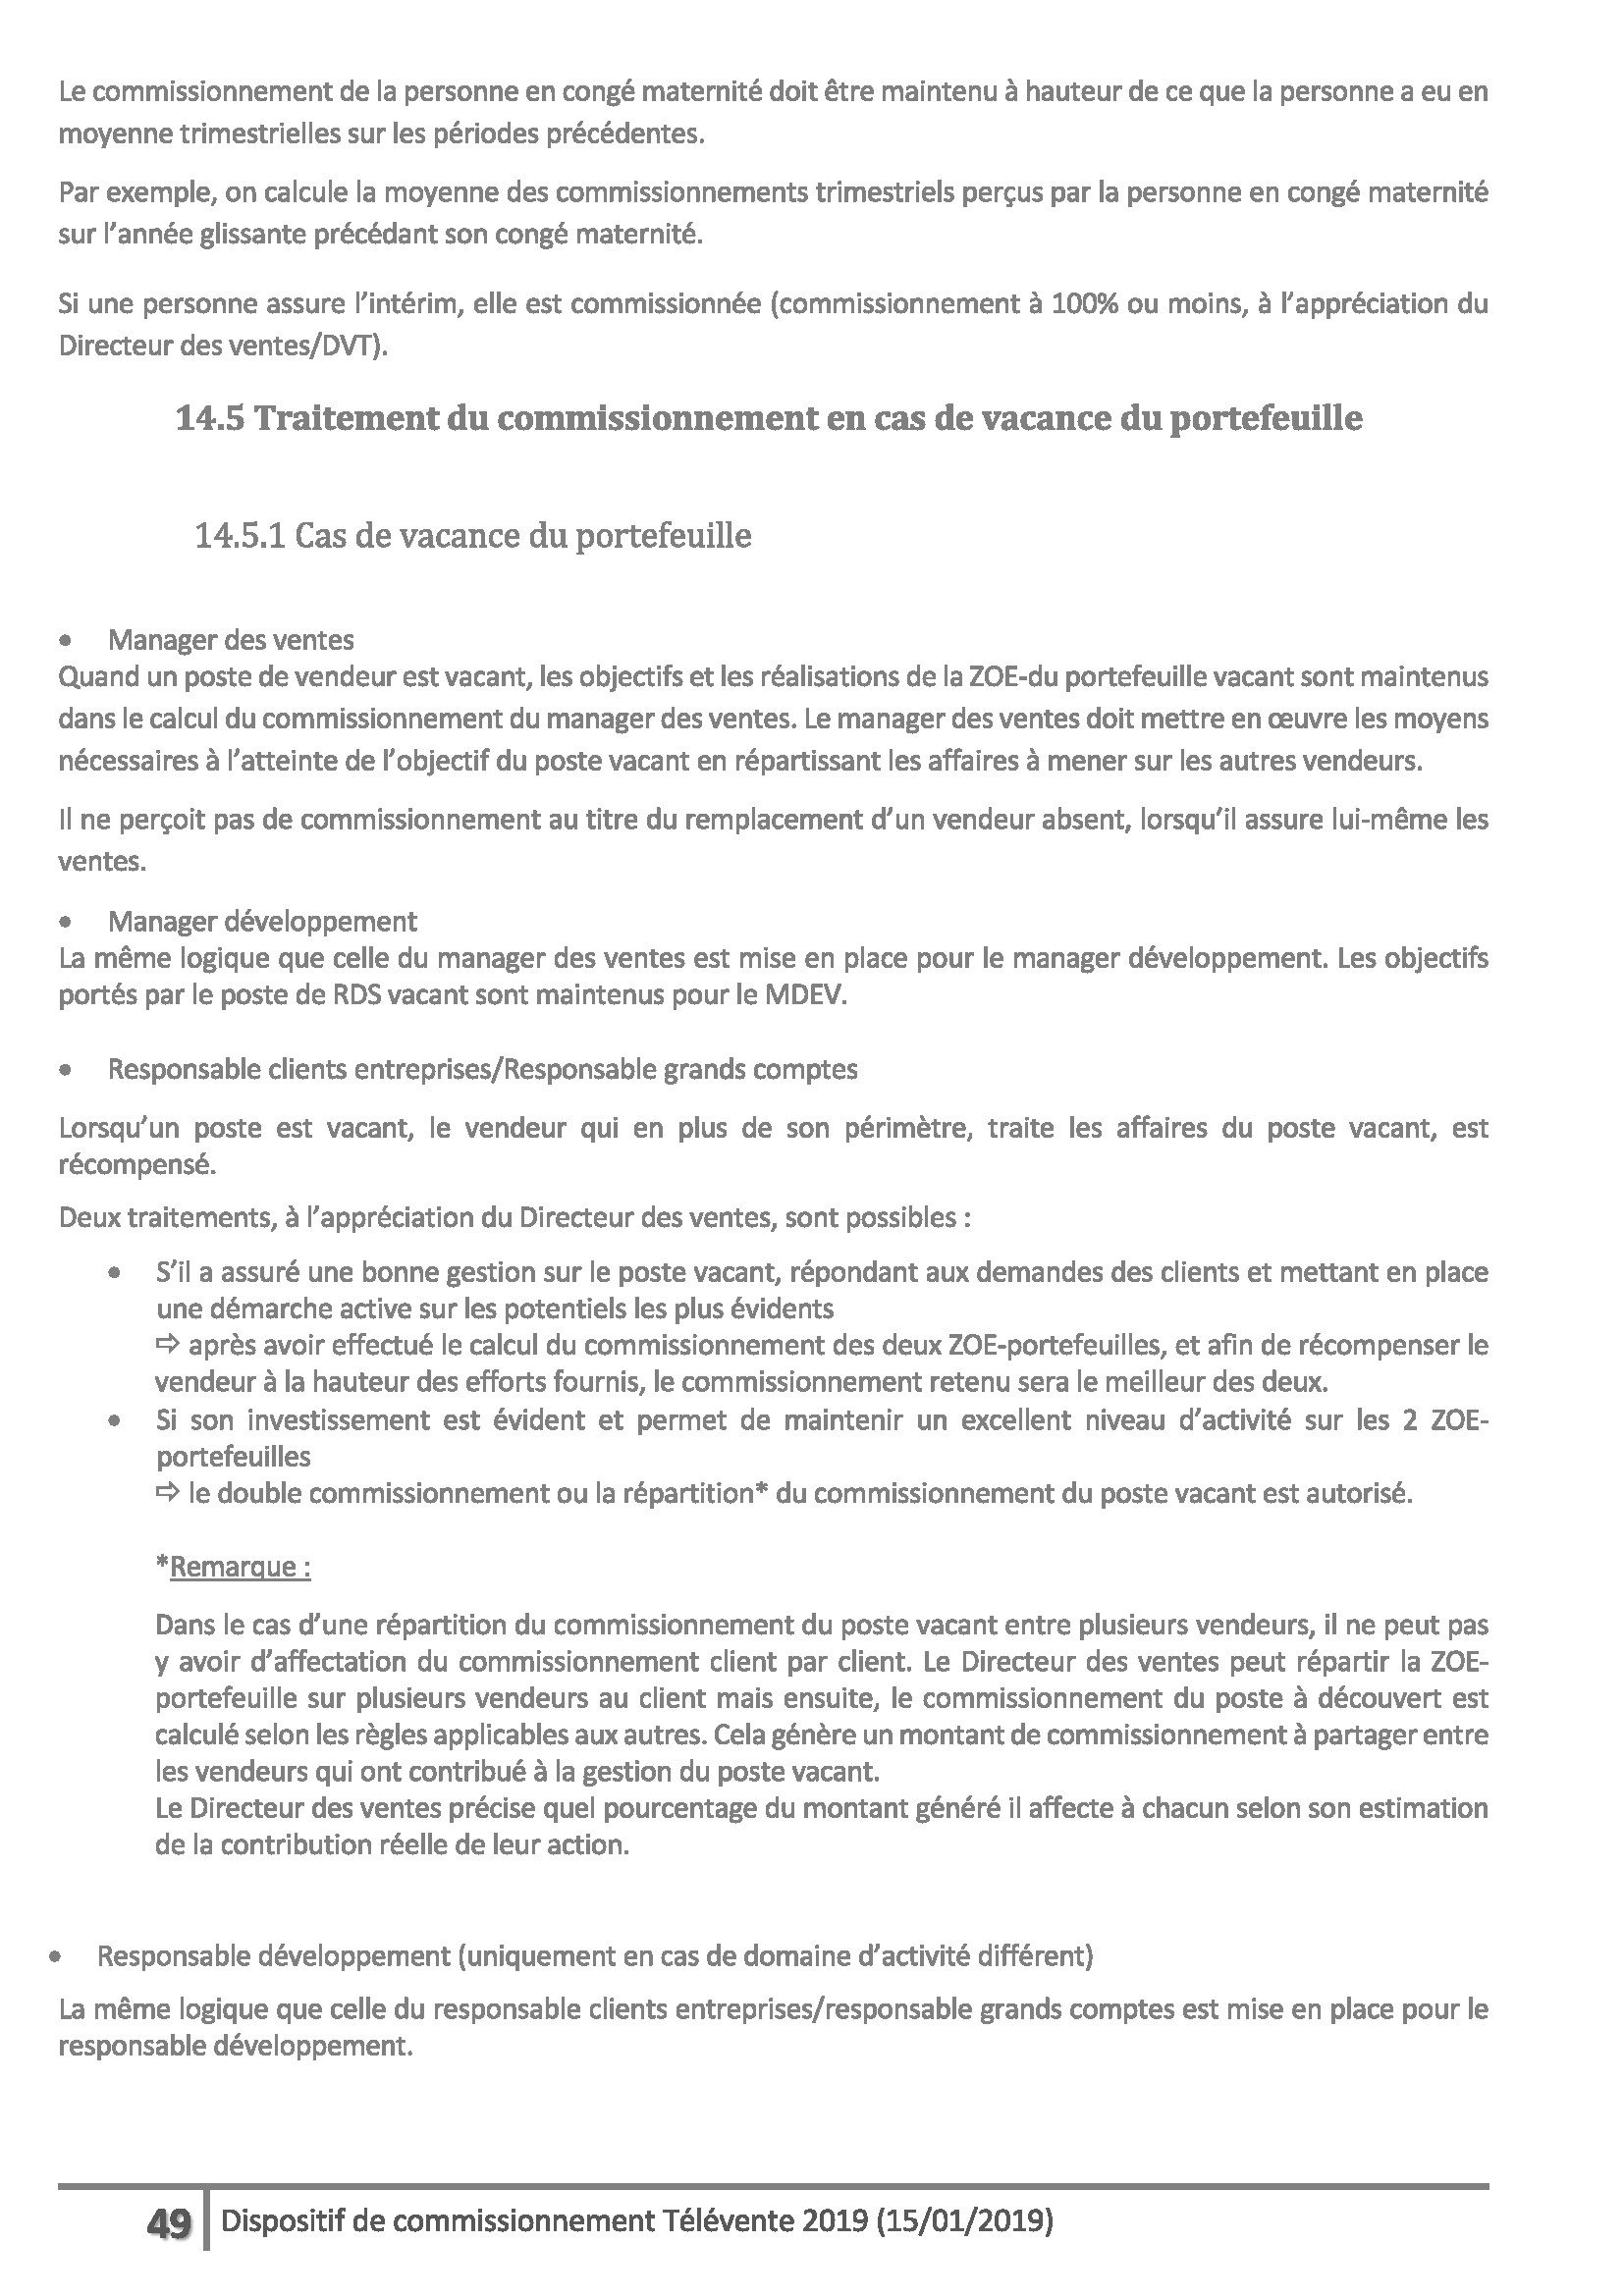 Le commissionnement de la personne en congé maternité doit être maintenu à hauteur de ce que la personne a eu en
moyenne trimestrielles sur les périodes précédentes.
Par exemple, on calcule la moyenne des commissionnements trimestriels perçus par la personne en congé maternité
sur l’année glissante précédant son congé maternité.
Si une personne assure l’intérim, elle est commissionnée (commissionnement à 100% ou moins, à l’appréciation du
Directeur des ventes/DVT).
14.5 Traitement du commissionnement en cas de vacance du portefeuille
14.5.1 Cas de vacance du portefeuille
• Manager des ventes
Quand un poste de vendeur est vacant, les objectifs et les réalisations de la ZOE-du portefeuille vacant sont maintenus
dans le calcul du commissionnement du manager des ventes. Le manager des ventes doit mettre en œuvre les moyens
nécessaires à l’atteinte de l’objectif du poste vacant en répartissant les affaires à mener sur les autres vendeurs.
Il ne perçoit pas de commissionnement au titre du remplacement d’un vendeur absent, lorsqu’il assure lui-même les
ventes.
• Manager développement
La même logique que celle du manager des ventes est mise en place pour le manager développement. Les objectifs
portés par le poste de RDS vacant sont maintenus pour le MDEV.
• Responsable clients entreprises/Responsable grands comptes
Lorsqu’un poste est vacant, le vendeur qui en plus de son périmètre, traite les affaires du poste vacant, est
récompensé.
Deux traitements, à l’appréciation du Directeur des ventes, sont possibles :
• S’il a assuré une bonne gestion sur le poste vacant, répondant aux demandes des clients et mettant en place
une démarche active sur les potentiels les plus évidents
⇨ après avoir effectué le calcul du commissionnement des deux ZOE-portefeuilles, et afin de récompenser le
vendeur à la hauteur des efforts fournis, le commissionnement retenu sera le meilleur des deux.
• Si son investissement est évident et permet de maintenir un excellent niveau d’activité sur les 2 ZOE-
portefeuilles
⇨ le double commissionnement ou la répartition* du commissionnement du poste vacant est autorisé.
*Remarque :
Dans le cas d’une répartition du commissionnement du poste vacant entre plusieurs vendeurs, il ne peut pas
y avoir d’affectation du commissionnement client par client. Le Directeur des ventes peut répartir la ZOE-
portefeuille sur plusieurs vendeurs au client mais ensuite, le commissionnement du poste à découvert est
calculé selon les règles applicables aux autres. Cela génère un montant de commissionnement à partager entre
les vendeurs qui ont contribué à la gestion du poste vacant.
Le Directeur des ventes précise quel pourcentage du montant généré il affecte à chacun selon son estimation
de la contribution réelle de leur action.
• Responsable développement (uniquement en cas de domaine d’activité différent)
La même logique que celle du responsable clients entreprises/responsable grands comptes est mise en place pour le
responsable développement.
49 Dispositif de commissionnement Télévente 2019 (15/01/2019)